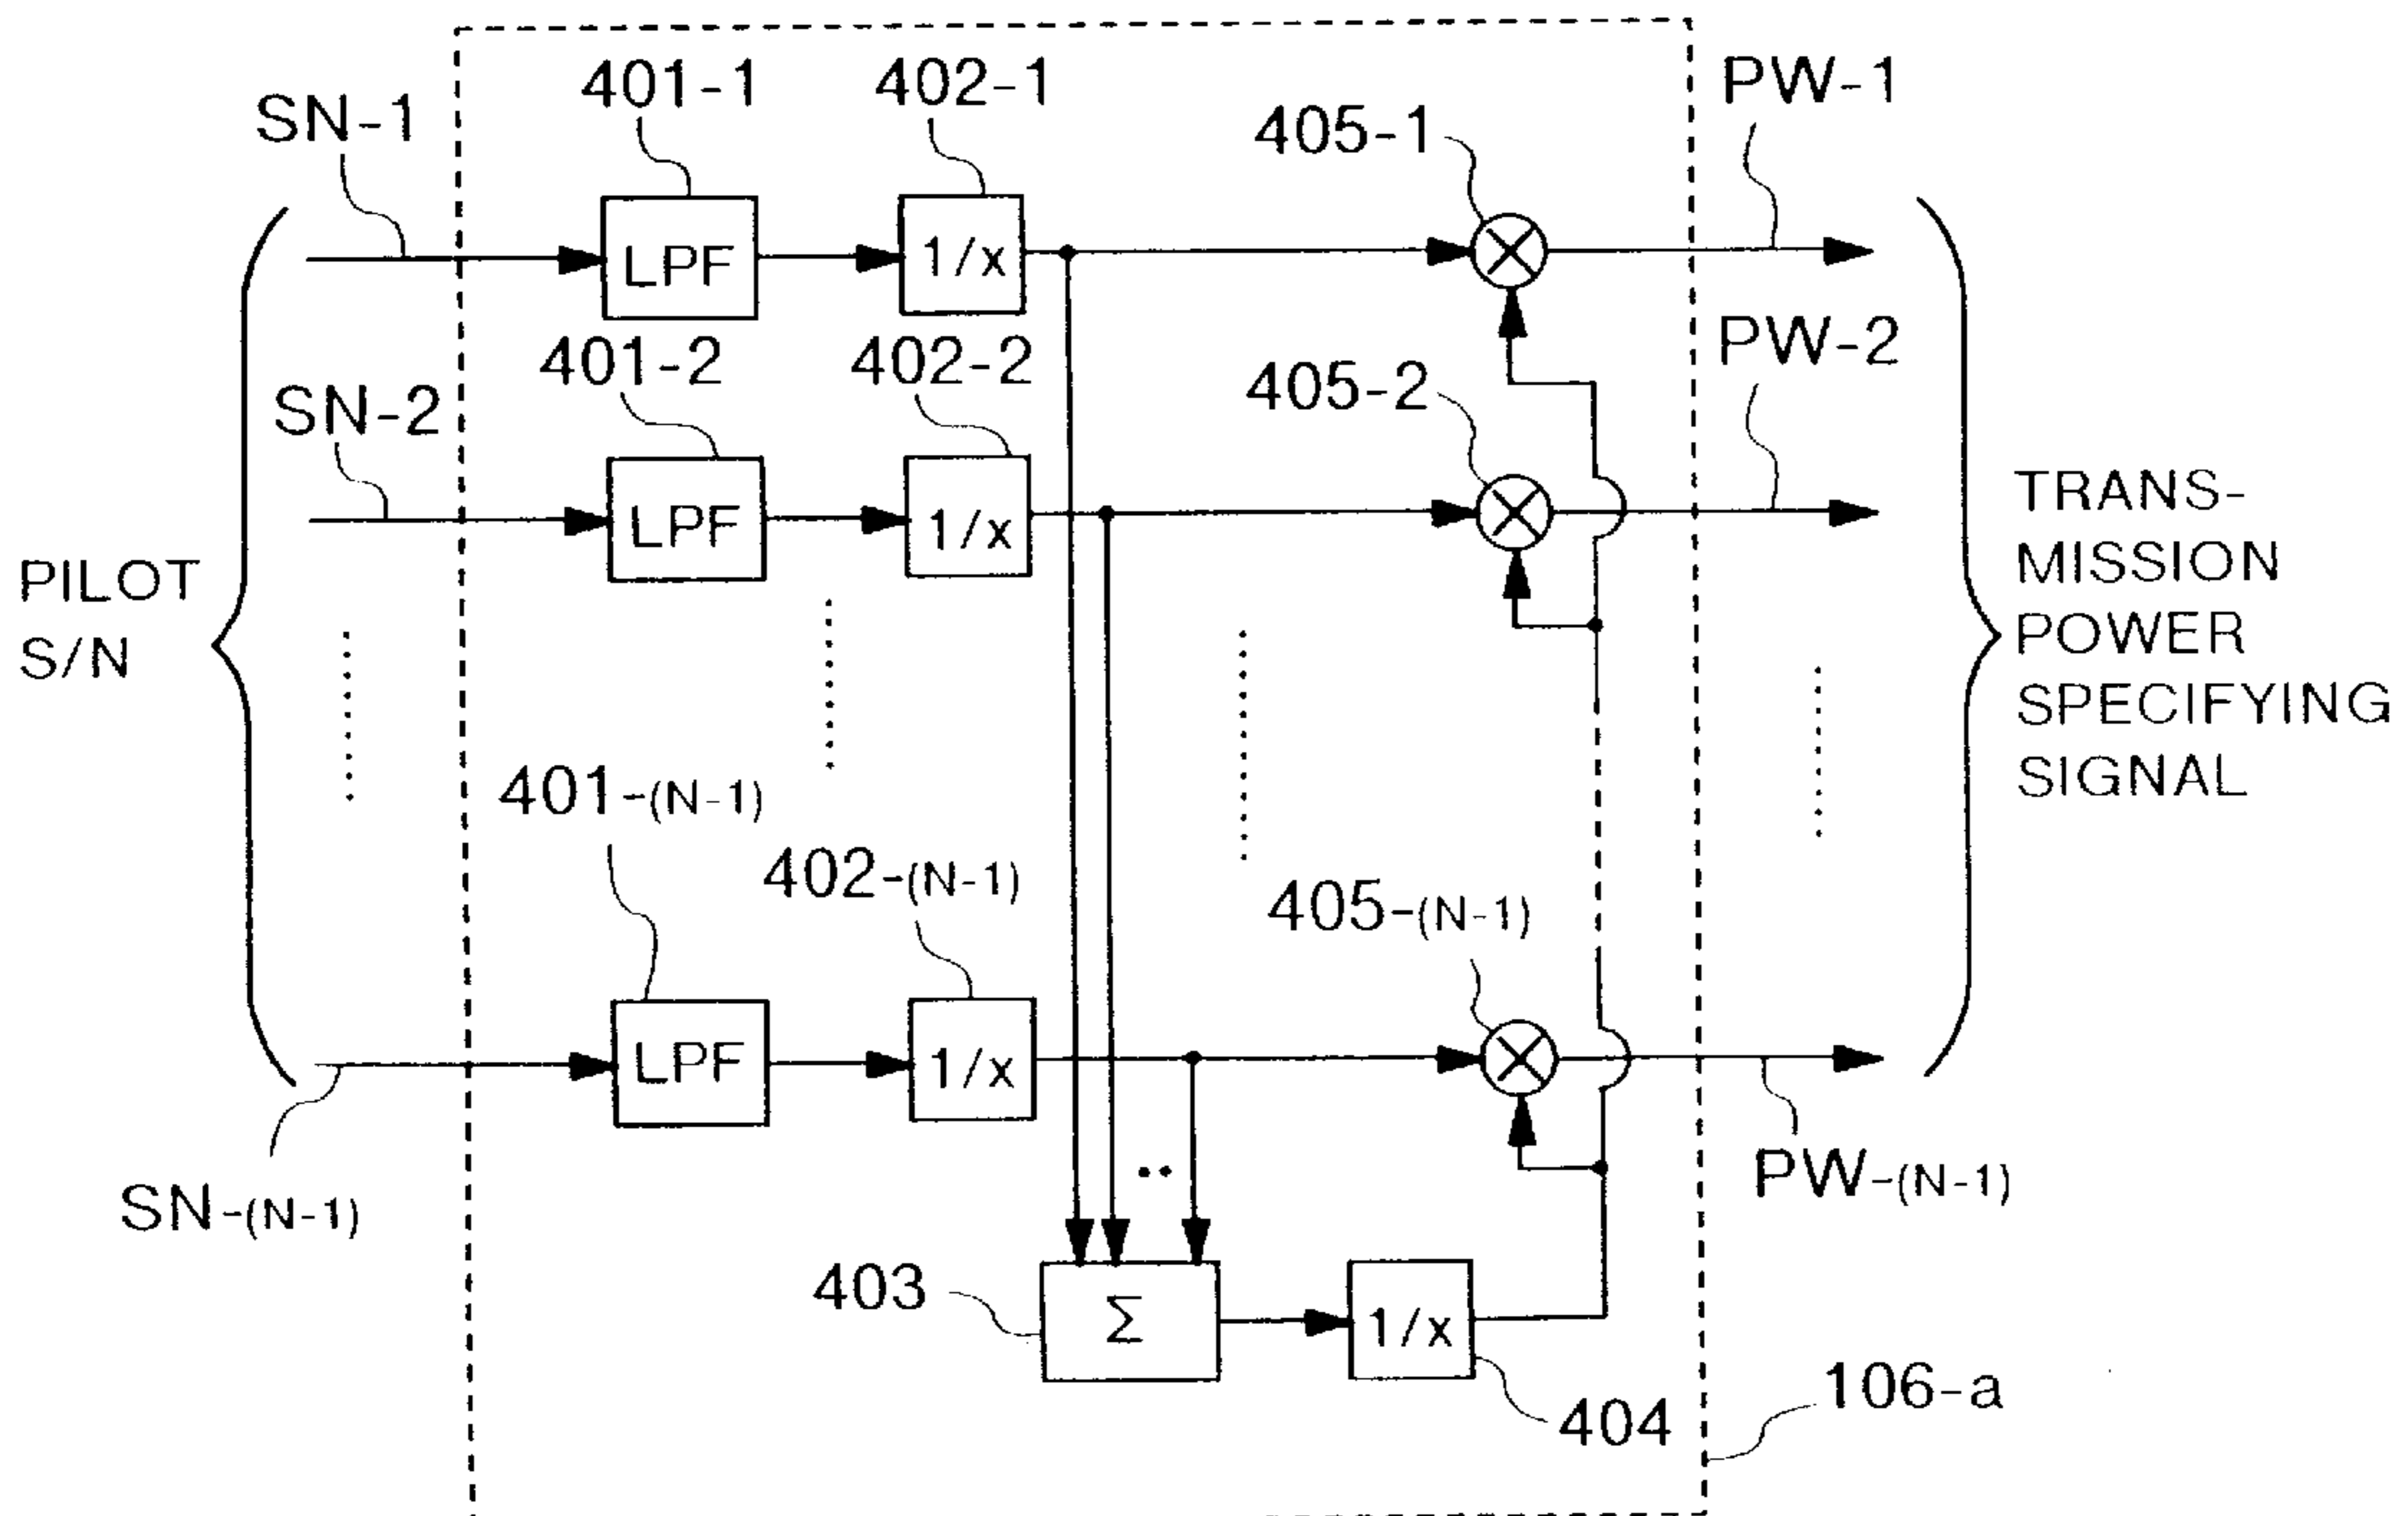 401-1
402-1
PW-1
SN-1
405-1
LPF
1/x
401-2
402-2
PW-2
SN-2
405-2
LPF
1/x
PILOT
S/N
TRANS-
MISSION
POWER
SPECIFYING
SIGNAL
401-(N-1)
402-(N-1)
405-(N-1)
LPF
1/x
SN-(N-1)
PW-(N-1)
403
Σ
1/x
404
106-a